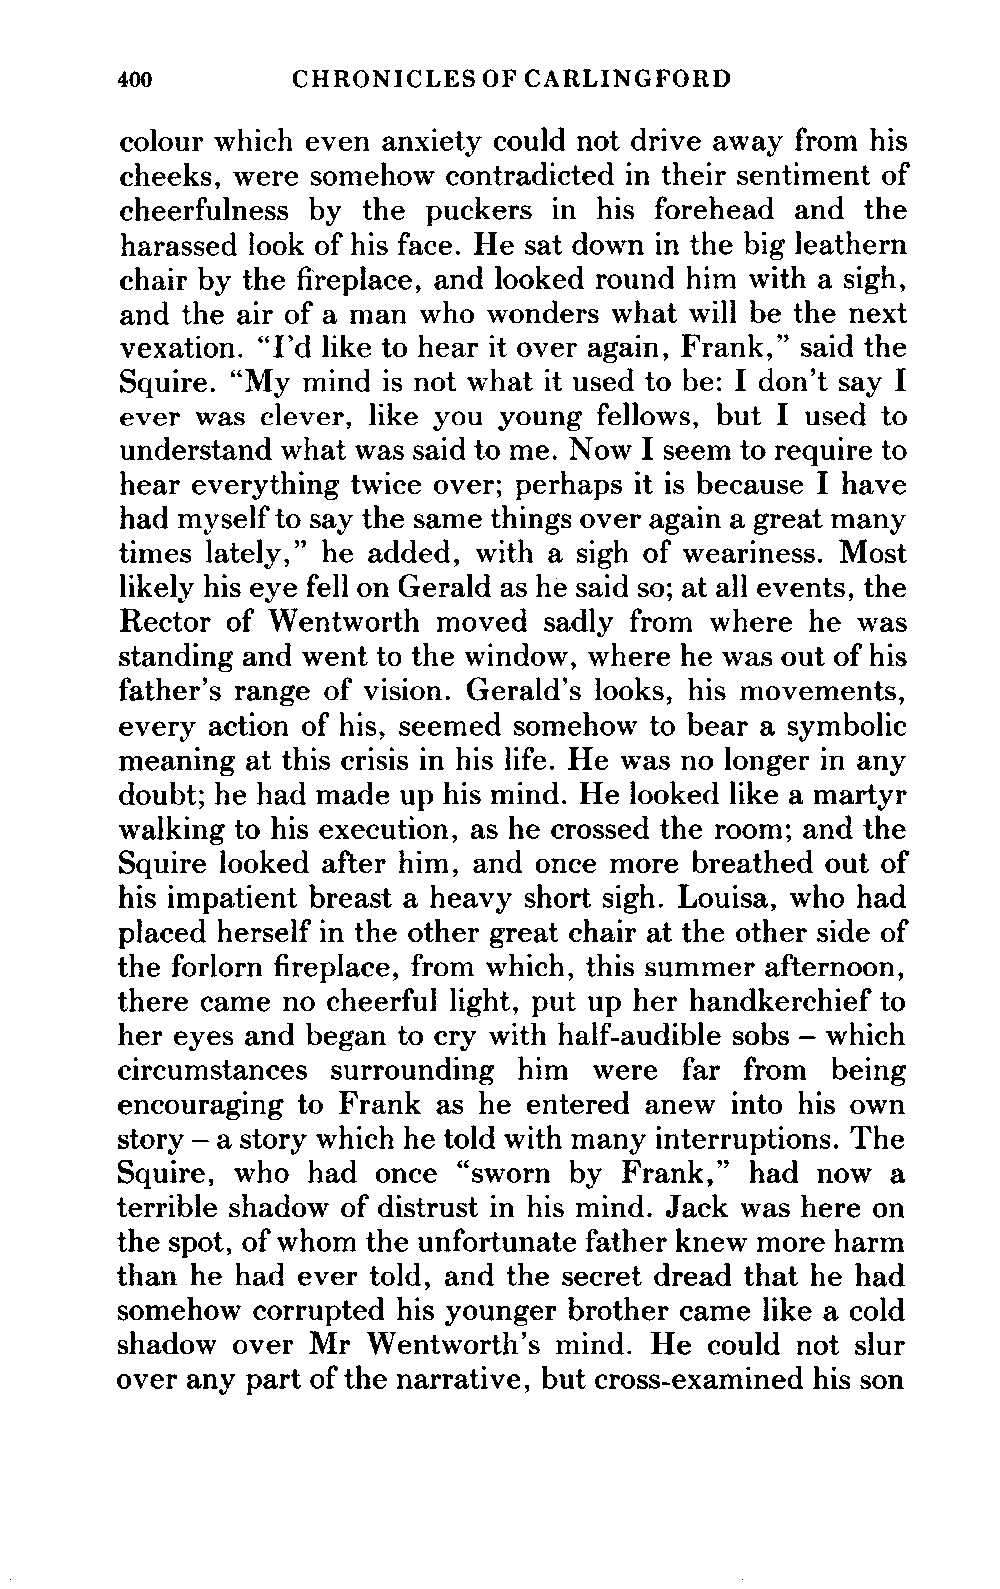 400 CHRONICLES OF CARLINGFORD
colour which even anxiety could not drive away from his
cheeks, were somehow contradicted in their sentiment of
cheerfulness by the puckers in his forehead and the
harassed look of his face. He sat down in the big leathern
chair by the fireplace, and looked round him with a sigh,
and the air of a man who wonders what will be the next
vexation. “I’d like to hear it over again, Frank,” said the
Squire. “My mind is not what it used to be: I don’t say I
ever was clever, like you young fellows, but I used to
understand what was said to me. Now I seem to require to
hear everything twice over; perhaps it is because I have
had myself to say the same things over again a great many
times lately,” he added, with a sigh of weariness. Most
likely his eye fell on Gerald as he said so; at all events, the
Rector of Wentworth moved sadly from where he was
standing and went to the window, where he was out of his
father’s range of vision. Gerald’s looks, his movements,
every action of his, seemed somehow to bear a symbolic
meaning at this crisis in his life. He was no longer in any
doubt; he had made up his mind. He looked like a martyr
walking to his execution, as he crossed the room; and the
Squire looked after him, and once more breathed out of
his impatient breast a heavy short sigh. Louisa, who had
placed herself in the other great chair at the other side of
the forlorn fireplace, from which, this summer afternoon,
there came no cheerful light, put up her handkerchief to
her eyes and began to cry with half-audible sobs – which
circumstances surrounding him were far from being
encouraging to Frank as he entered anew into his own
story – a story which he told with many interruptions. The
Squire, who had once “sworn by Frank,” had now a
terrible shadow of distrust in his mind. Jack was here on
the spot, of whom the unfortunate father knew more harm
than he had ever told, and the secret dread that he had
somehow corrupted his younger brother came like a cold
shadow over Mr Wentworth’s mind. He could not slur
over any part of the narrative, but cross-examined his son